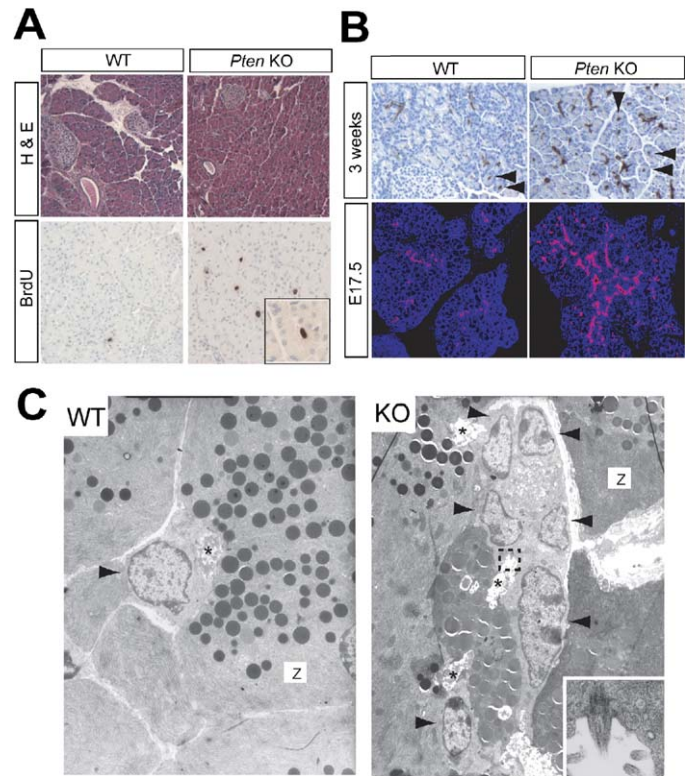 A
WT
Pten KO
H & E
BrdU
B
WT
Pten KO
3 weeks
E17.5
C
WT
*
Z
KO
*
Z
*
*